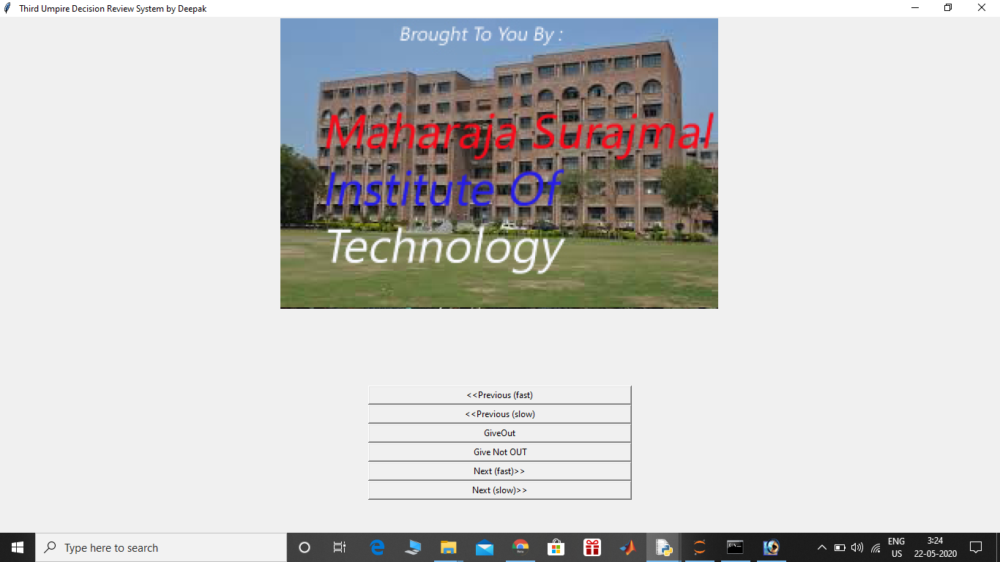 Third Umpire Decision Review System by Deepak
Brought To You By :
Maharaja Surajmal
Institute Of
Technology
<<Previous (fast)
<<Previous (slow)
GiveOut
Give Not OUT
Next (fast)>>
Next (slow)>>
Type here to search
ENG
US
3:24
22-05-2020